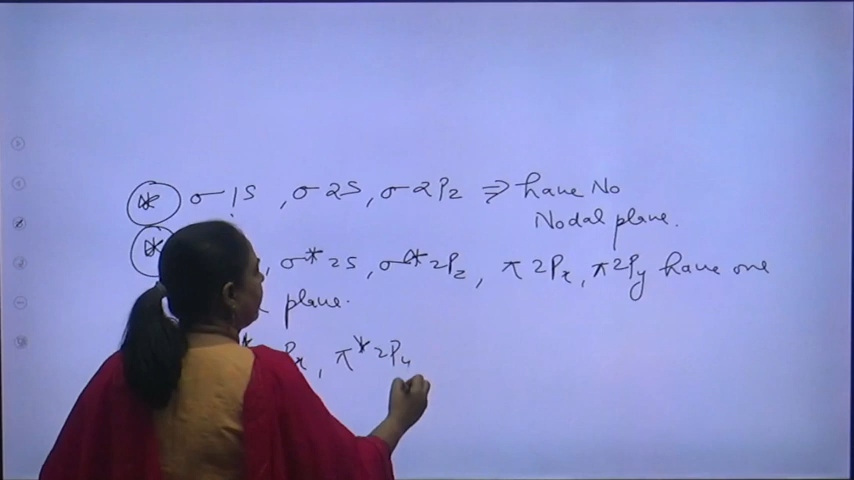 * σ 1S , σ 2S , σ 2Pz ⇒ have No
Nodal plane.
* , σ* 2S , σ* 2Pz , π 2Px , π 2Py have one
plane.
Px , π* 2Py